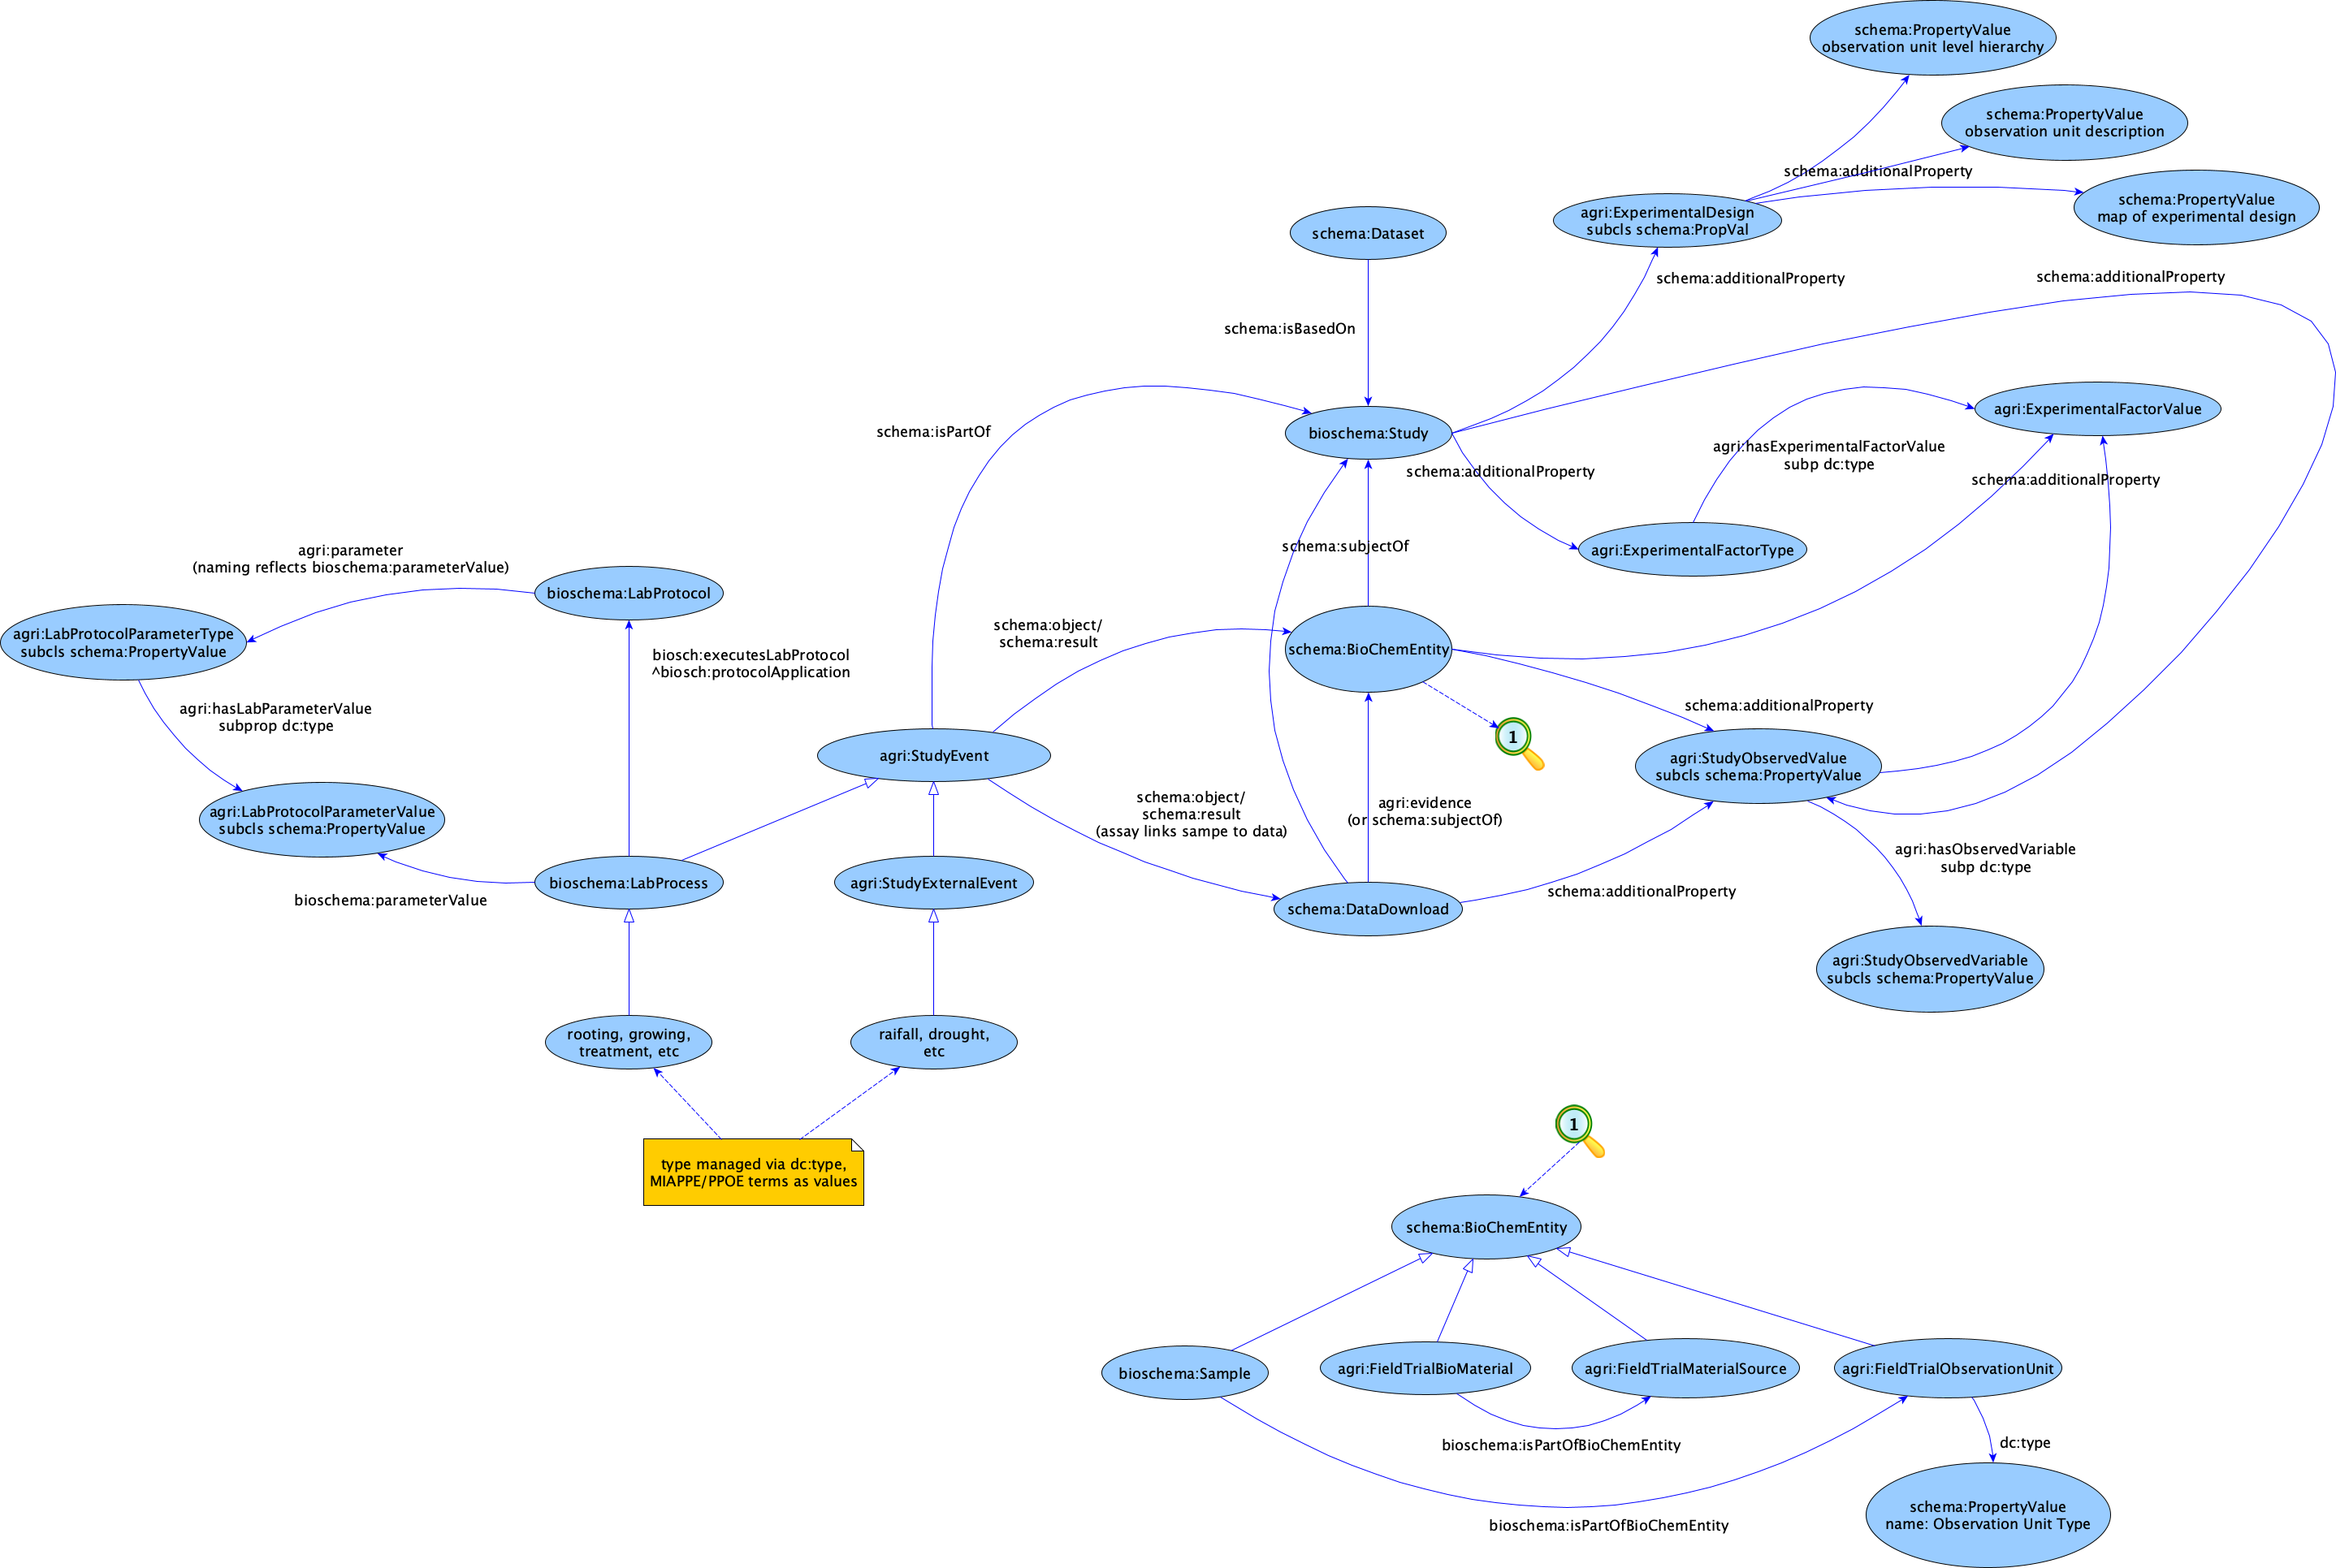 schema:PropertyValue
observation unit level hierarchy
schema:PropertyValue
observation unit description
schema:additionalProperty
schema:PropertyValue
map of experimental design
agri:ExperimentalDesign
subcls schema:PropVal
schema:Dataset
schema:additionalProperty
schema:additionalProperty
schema:isBasedOn
agri:ExperimentalFactorValue
schema:isPartOf
bioschema:Study
agri:hasExperimentalFactorValue
subp dc:type
schema:additionalProperty
schema:additionalProperty
schema:subjectOf
agri:ExperimentalFactorType
agri:parameter
(naming reflects bioschema:parameterValue)
bioschema:LabProtocol
agri:LabProtocolParameterType
subcls schema:PropertyValue
schema:object/
schema:result
schema:BioChemEntity
biosch:executesLabProtocol
^biosch:protocolApplication
agri:hasLabParameterValue
subprop dc:type
schema:additionalProperty
1
agri:StudyEvent
agri:StudyObservedValue
subcls schema:PropertyValue
agri:LabProtocolParameterValue
subcls schema:PropertyValue
schema:object/
schema:result
(assay links sampe to data)
agri:evidence
(or schema:subjectOf)
agri:hasObservedVariable
subp dc:type
bioschema:LabProcess
agri:StudyExternalEvent
bioschema:parameterValue
schema:DataDownload
schema:additionalProperty
agri:StudyObservedVariable
subcls schema:PropertyValue
rooting, growing,
treatment, etc
raifall, drought,
etc
type managed via dc:type,
MIAPPE/PPOE terms as values
1
schema:BioChemEntity
bioschema:Sample
agri:FieldTrialBioMaterial
agri:FieldTrialMaterialSource
agri:FieldTrialObservationUnit
bioschema:isPartOfBioChemEntity
dc:type
bioschema:isPartOfBioChemEntity
schema:PropertyValue
name: Observation Unit Type